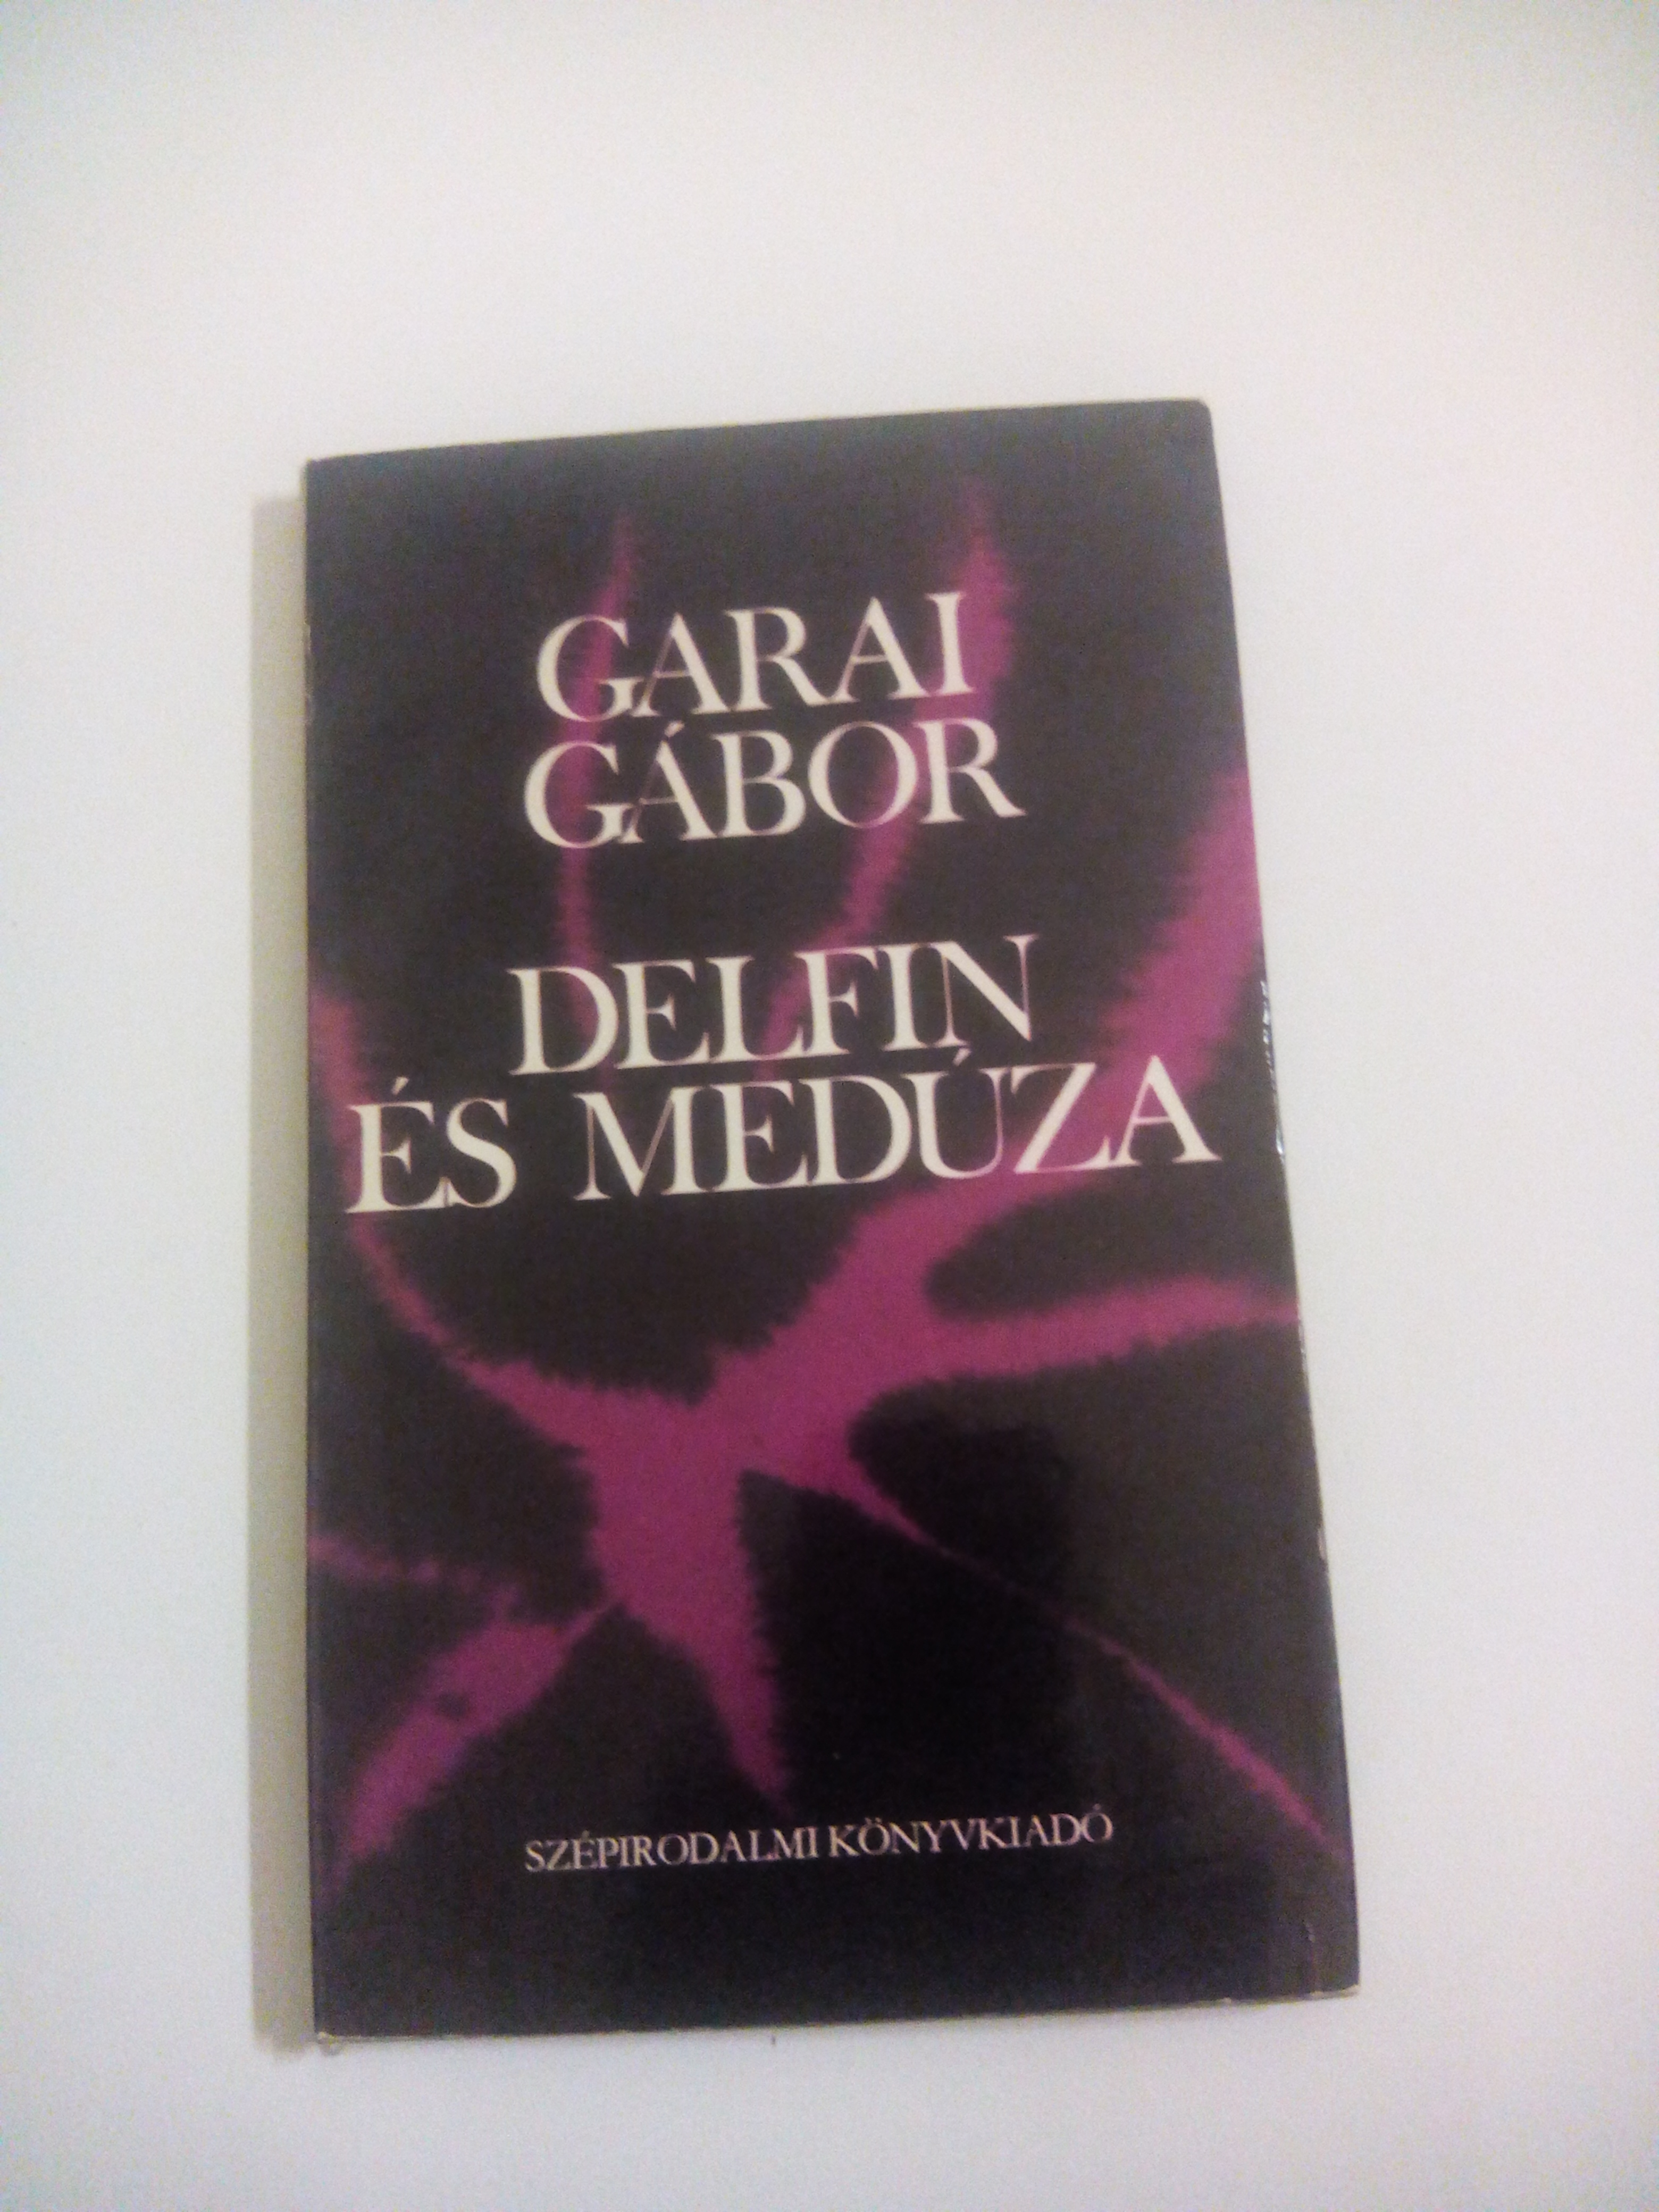 GARAI
GÁBOR
DELFIN
ÉS MEDÚZA
SZÉPIRODALMI KÖNYVKIADÓ